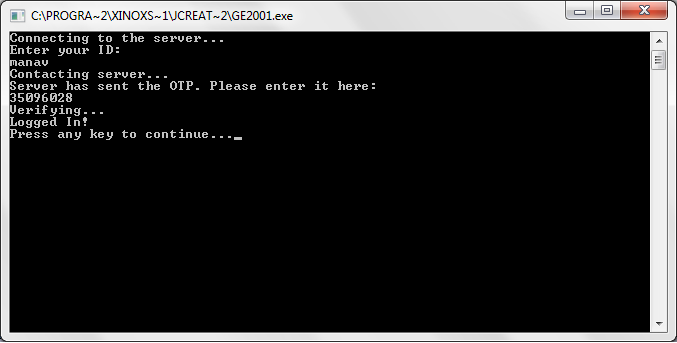 C:\PROGRA~2\XINOXS~1\JCREAT~2\GE2001.exe
Connecting to the server...
Enter your ID:
manav
Contacting server...
Server has sent the OTP. Please enter it here:
35096028
Verifying...
Logged In!
Press any key to continue..._